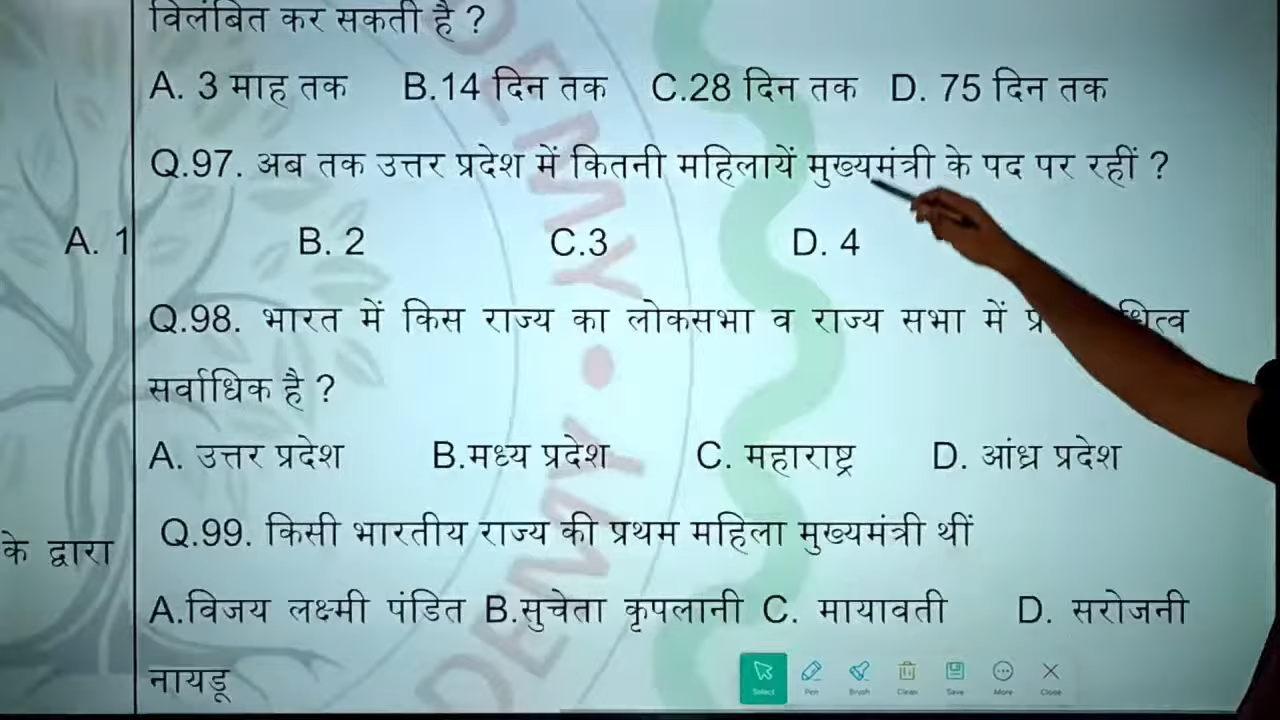 विलंबित कर सकती है ?
A. 3 माह तक B.14 दिन तक C.28 दिन तक D. 75 दिन तक
Q.97. अब तक उत्तर प्रदेश में कितनी महिलायें मुख्यमंत्री के पद पर रहीं ?
A. 1 B. 2 C.3 D. 4
Q.98. भारत में किस राज्य का लोकसभा व राज्य सभा में
सर्वाधिक है ?
A. उत्तर प्रदेश B.मध्य प्रदेश C. महाराष्ट्र D. आंध्र प्रदेश
Q.99. किसी भारतीय राज्य की प्रथम महिला मुख्यमंत्री थीं
के द्वारा
A.विजय लक्ष्मी पंडित B.सुचेता कृपलानी C. मायावती D. सरोजनी
नायडू
Select Pen Brush Clean Save More Close